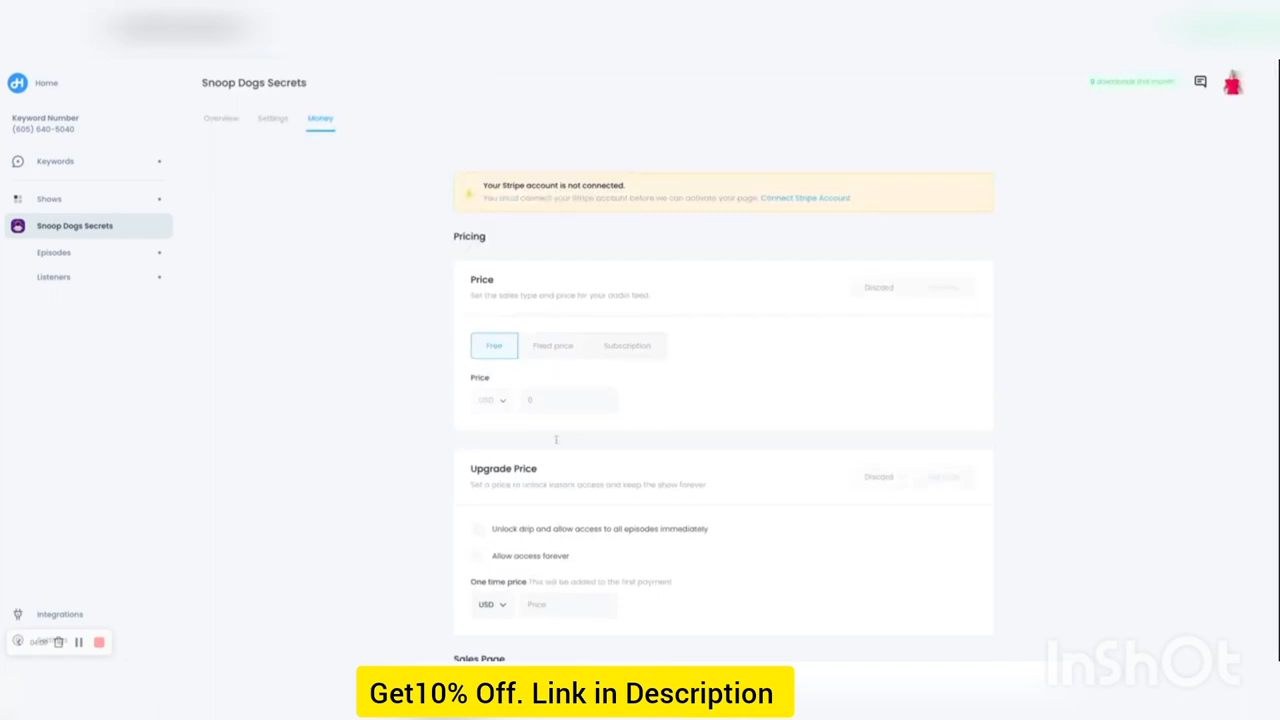 Home
Snoop Dogs Secrets
0 downloads this month
Keyword Number
(605) 640-5040
Overview
Settings
Money
Keywords
Shows
Snoop Dogs Secrets
Episodes
Listeners
Your Stripe account is not connected.
You must connect your Stripe account before we can activate your page. Connect Stripe Account
Pricing
Price
Set the sales type and price for your audio feed.
Discard
Free
Fixed price
Subscription
Price
USD
0
Upgrade Price
Set a price to unlock instant access and keep the show forever
Discard
Unlock drip and allow access to all episodes immediately
Allow access forever
One time price This will be added to the first payment
USD
Price
Integrations
Sales Page
InShOt
Get10% Off. Link in Description